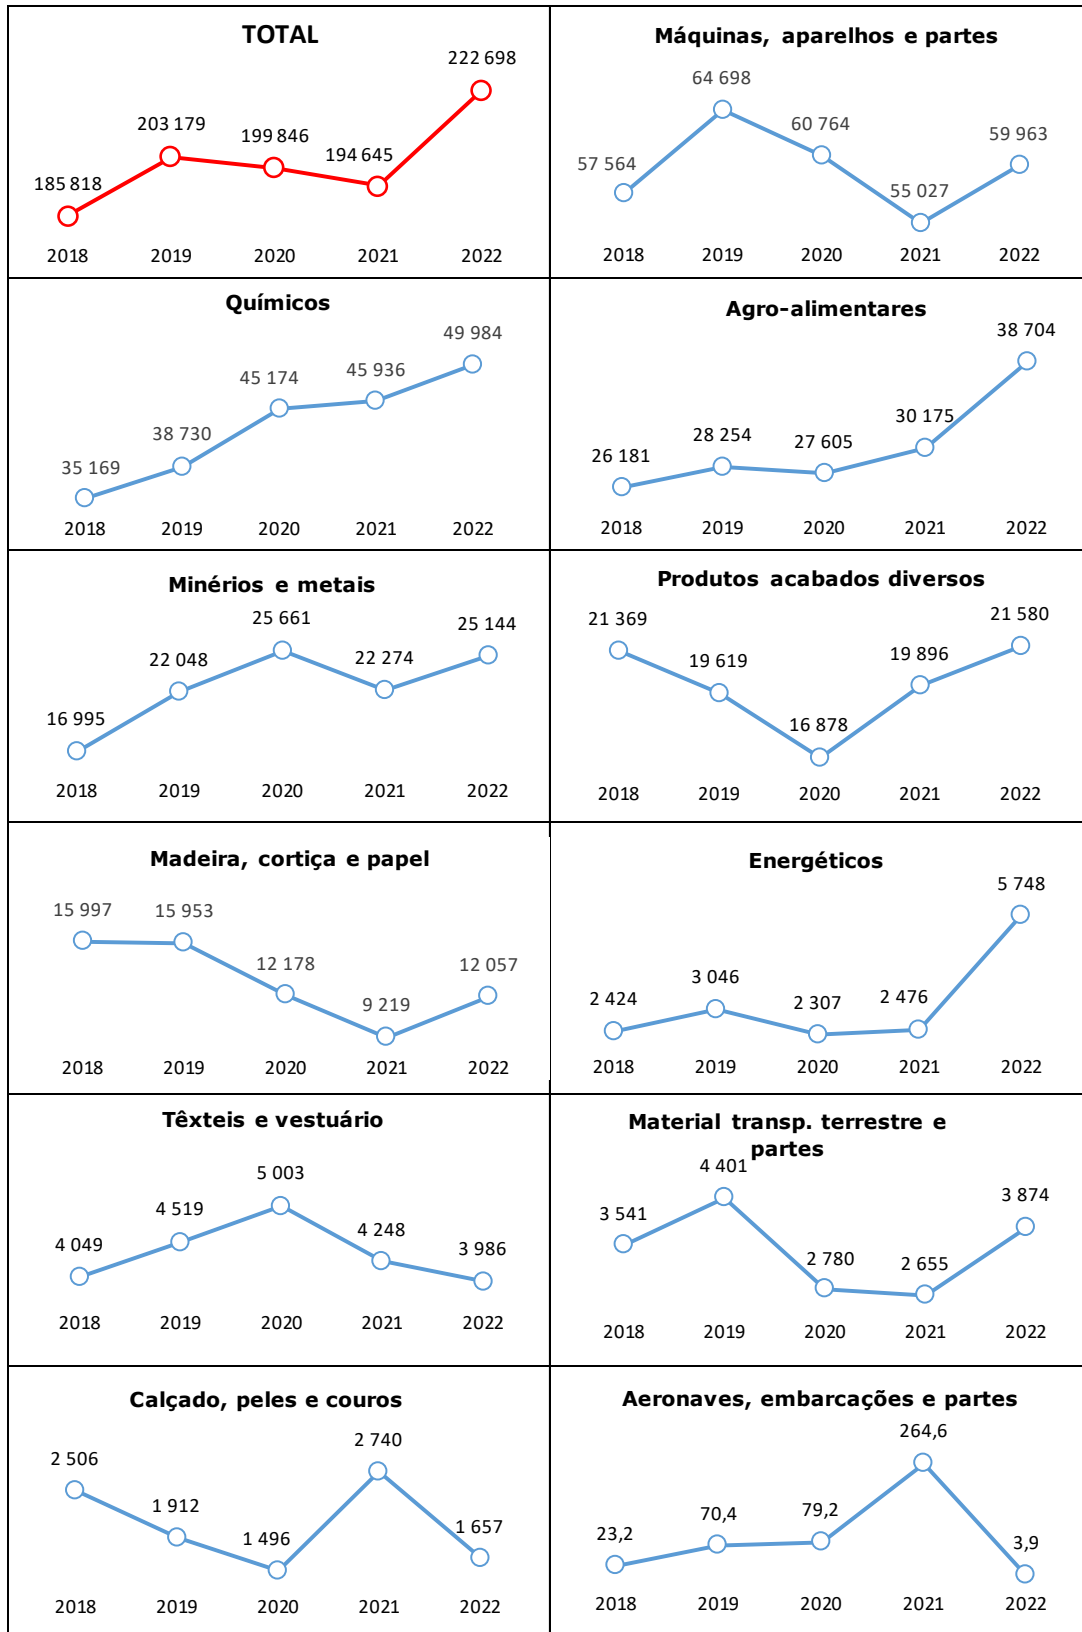 TOTAL
222 698
203 179
199 846
194 645
185 818
2018 2019 2020 2021 2022
Máquinas, aparelhos e partes
64 698
60 764
59 963
57 564
55 027
2018 2019 2020 2021 2022
Químicos
49 984
45 174
45 936
38 730
35 169
2018 2019 2020 2021 2022
Agro-alimentares
38 704
30 175
28 254
27 605
26 181
2018 2019 2020 2021 2022
Minérios e metais
25 661
25 144
22 048
22 274
16 995
2018 2019 2020 2021 2022
Produtos acabados diversos
21 369
21 580
19 619
19 896
16 878
2018 2019 2020 2021 2022
Madeira, cortiça e papel
15 997
15 953
12 178
12 057
9 219
2018 2019 2020 2021 2022
Energéticos
5 748
3 046
2 424
2 307
2 476
2018 2019 2020 2021 2022
Têxteis e vestuário
5 003
4 519
4 248
4 049
3 986
2018 2019 2020 2021 2022
Material transp. terrestre e
partes
4 401
3 874
3 541
2 780
2 655
2018 2019 2020 2021 2022
Calçado, peles e couros
2 740
2 506
1 912
1 496
1 657
2018 2019 2020 2021 2022
Aeronaves, embarcações e partes
264,6
70,4
79,2
23,2
3,9
2018 2019 2020 2021 2022